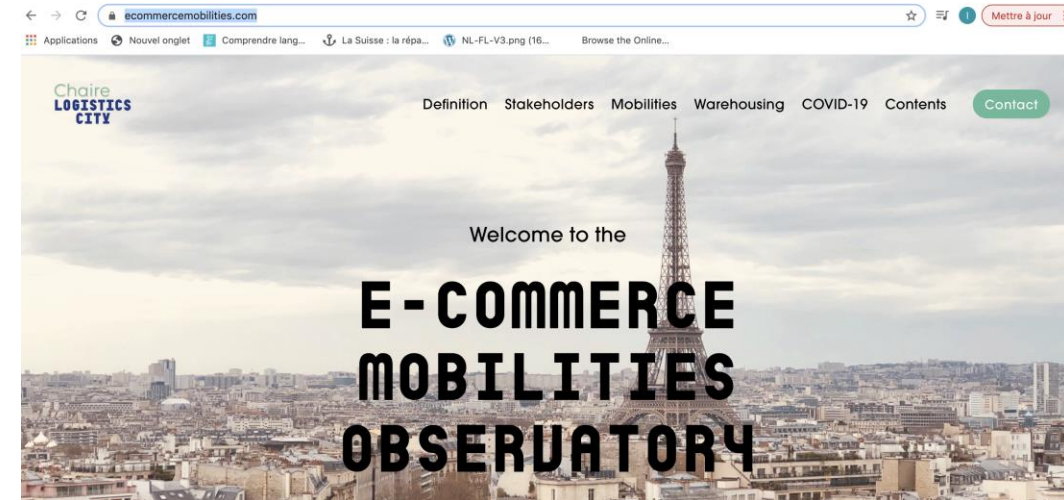 ecommercemobilities.com
Mettre à jour
Applications Nouvel onglet Comprendre lang... La Suisse : la répa... NL-FL-V3.png (16... Browse the Online...
Chaire
LOGISTICS
CITY
Definition Stakeholders Mobilities Warehousing COVID-19 Contents Contact
Welcome to the
E-COMMERCE
MOBILITIES
OBSERVATORY